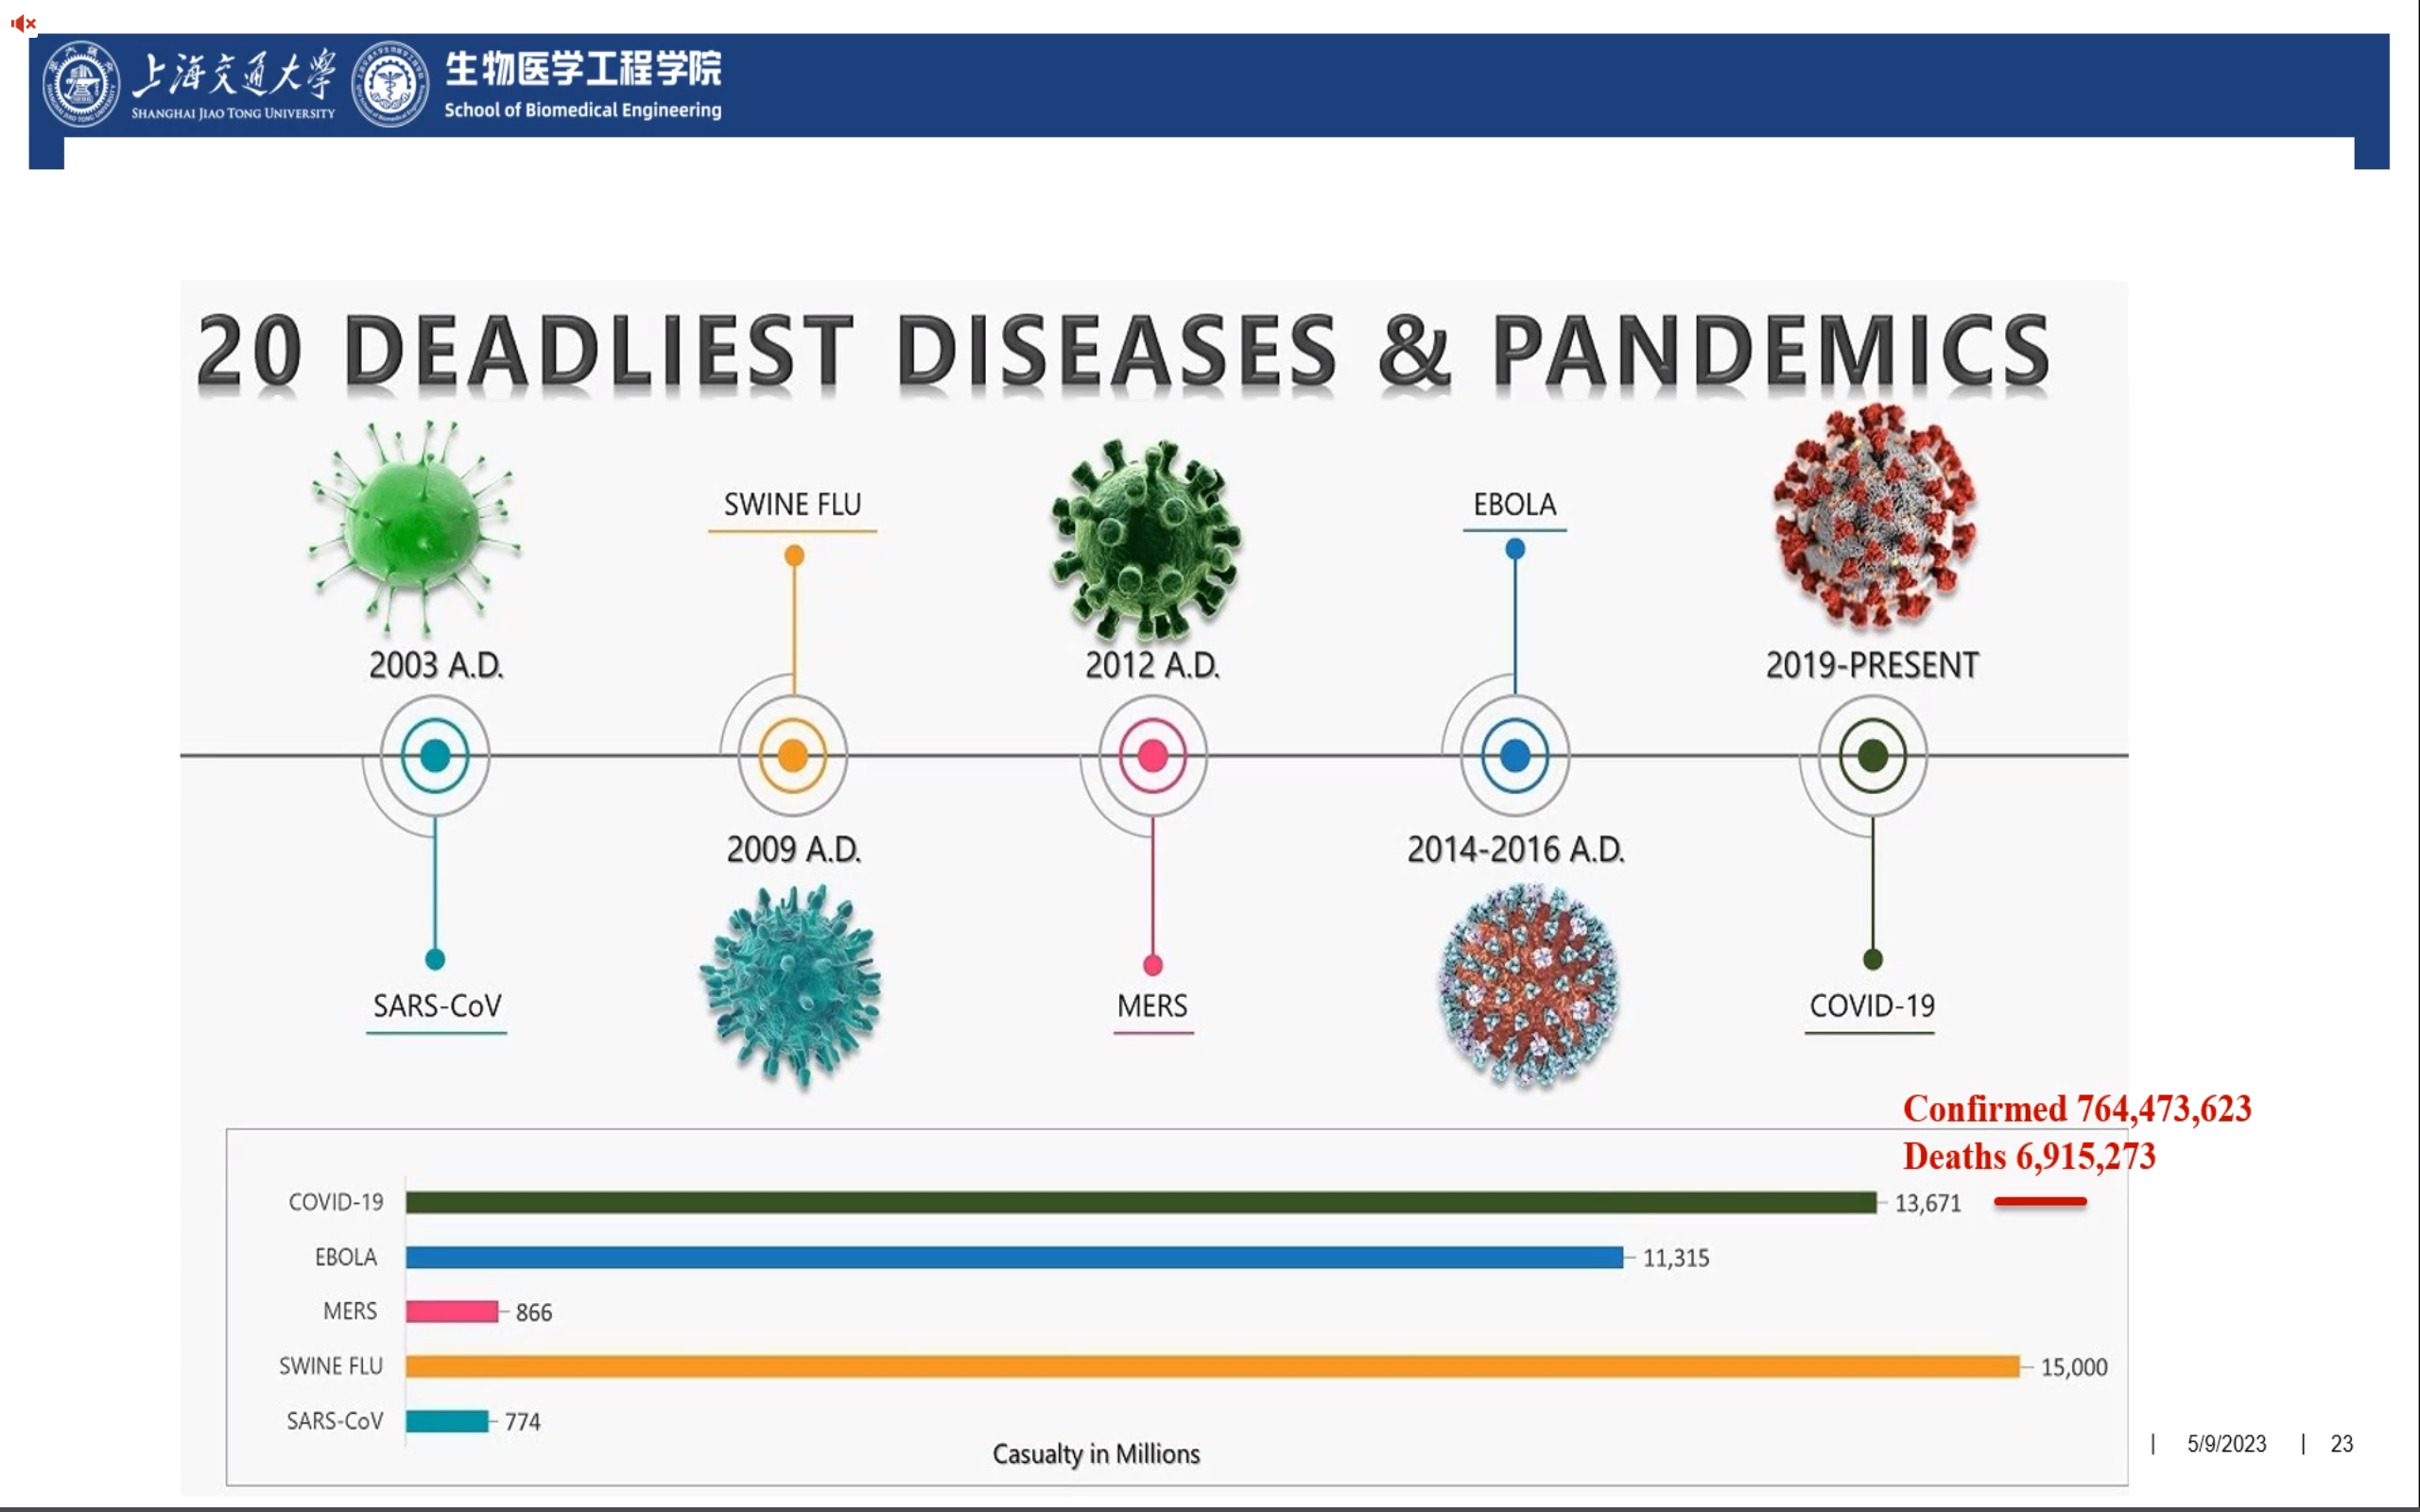 上海交通大学
SHANGHAI JIAO TONG UNIVERSITY
生物医学工程学院
School of Biomedical Engineering
20 DEADLIEST DISEASES & PANDEMICS
SWINE FLU
EBOLA
2003 A.D.
2012 A.D.
2019-PRESENT
2009 A.D.
2014-2016 A.D.
SARS-CoV
MERS
COVID-19
Confirmed 764,473,623
Deaths 6,915,273
COVID-19 13,671
EBOLA 11,315
MERS 866
SWINE FLU 15,000
SARS-CoV 774
Casualty in Millions
| 5/9/2023 | 23